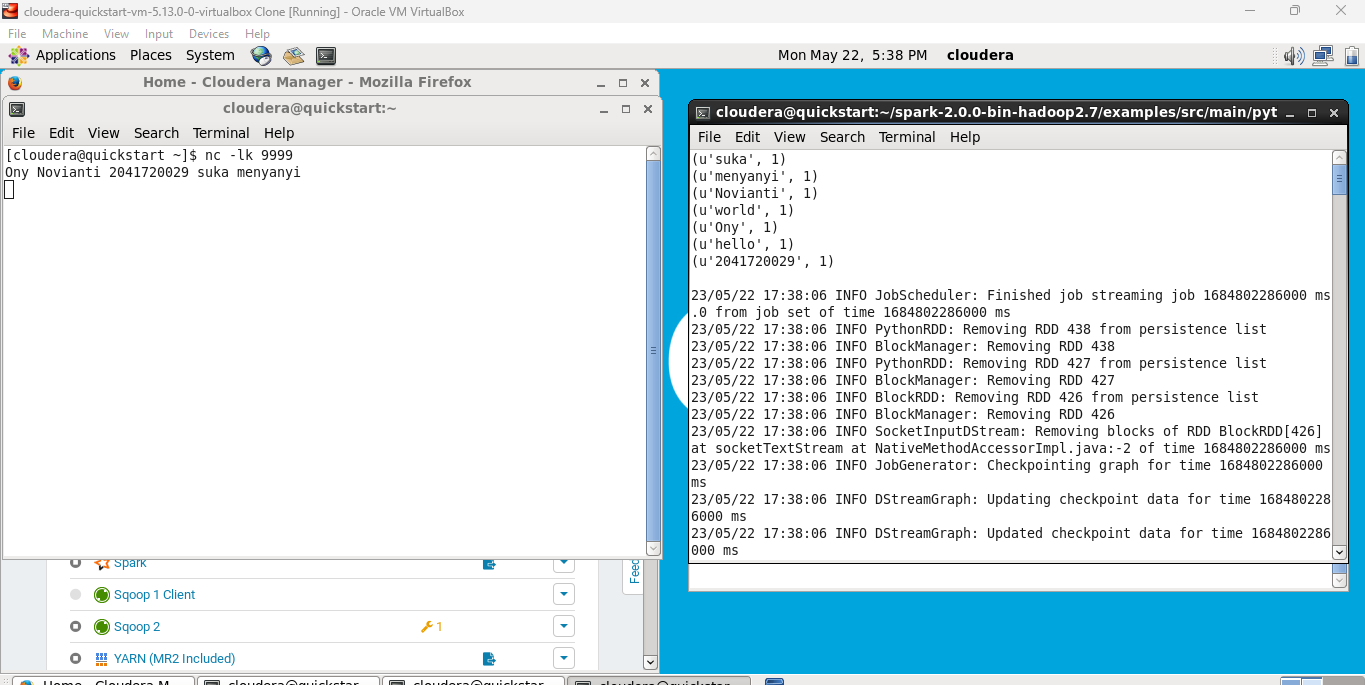 cloudera-quickstart-vm-5.13.0-0-virtualbox Clone [Running] - Oracle VM VirtualBox
File Machine View Input Devices Help
Applications Places System Mon May 22, 5:38 PM cloudera
Home - Cloudera Manager - Mozilla Firefox
cloudera@quickstart:~
File Edit View Search Terminal Help
[cloudera@quickstart ~]$ nc -lk 9999
Ony Novianti 2041720029 suka menyanyi
Spark
Feed
Sqoop 1 Client
Sqoop 2 1
YARN (MR2 Included)
cloudera@quickstart:~/spark-2.0.0-bin-hadoop2.7/examples/src/main/pyt
File Edit View Search Terminal Help
(u'suka', 1)
(u'menyanyi', 1)
(u'Novianti', 1)
(u'world', 1)
(u'Ony', 1)
(u'hello', 1)
(u'2041720029', 1)
23/05/22 17:38:06 INFO JobScheduler: Finished job streaming job 1684802286000 ms
.0 from job set of time 1684802286000 ms
23/05/22 17:38:06 INFO PythonRDD: Removing RDD 438 from persistence list
23/05/22 17:38:06 INFO BlockManager: Removing RDD 438
23/05/22 17:38:06 INFO PythonRDD: Removing RDD 427 from persistence list
23/05/22 17:38:06 INFO BlockManager: Removing RDD 427
23/05/22 17:38:06 INFO BlockRDD: Removing RDD 426 from persistence list
23/05/22 17:38:06 INFO BlockManager: Removing RDD 426
23/05/22 17:38:06 INFO SocketInputDStream: Removing blocks of RDD BlockRDD[426]
at socketTextStream at NativeMethodAccessorImpl.java:-2 of time 1684802286000 ms
23/05/22 17:38:06 INFO JobGenerator: Checkpointing graph for time 1684802286000
ms
23/05/22 17:38:06 INFO DStreamGraph: Updating checkpoint data for time 168480228
6000 ms
23/05/22 17:38:06 INFO DStreamGraph: Updated checkpoint data for time 1684802286
000 ms
Home - Cloudera M
cloudera@quickstar
cloudera@quickstar
cloudera@quickstar